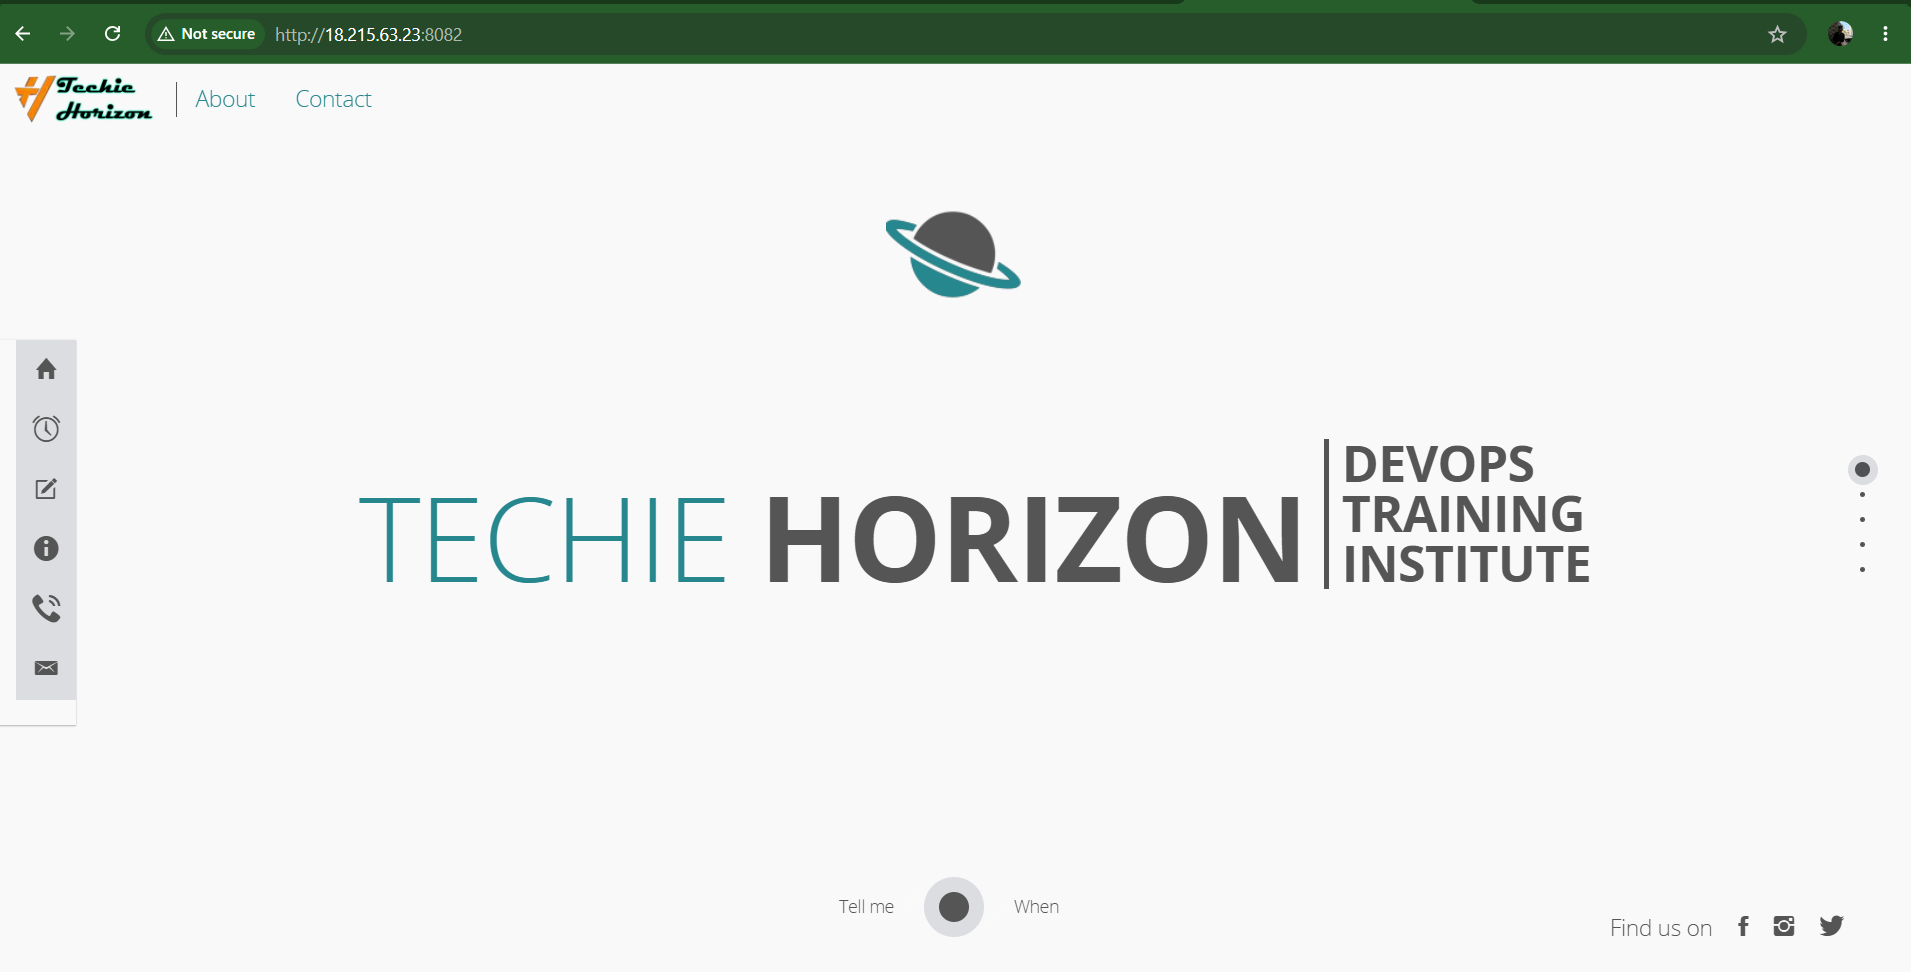 Not secure
http://18.215.63.23:8082
Techie
Horizon
About
Contact
TECHIE HORIZON
DEVOPS
TRAINING
INSTITUTE
Tell me
When
Find us on